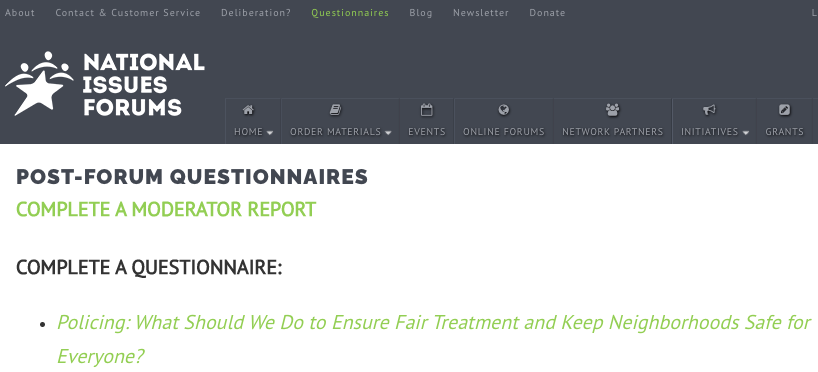 About Contact & Customer Service Deliberation? Questionnaires Blog Newsletter Donate
NATIONAL
ISSUES
FORUMS
HOME ORDER MATERIALS EVENTS ONLINE FORUMS NETWORK PARTNERS INITIATIVES GRANTS
POST-FORUM QUESTIONNAIRES
COMPLETE A MODERATOR REPORT
COMPLETE A QUESTIONNAIRE:
• Policing: What Should We Do to Ensure Fair Treatment and Keep Neighborhoods Safe for
Everyone?